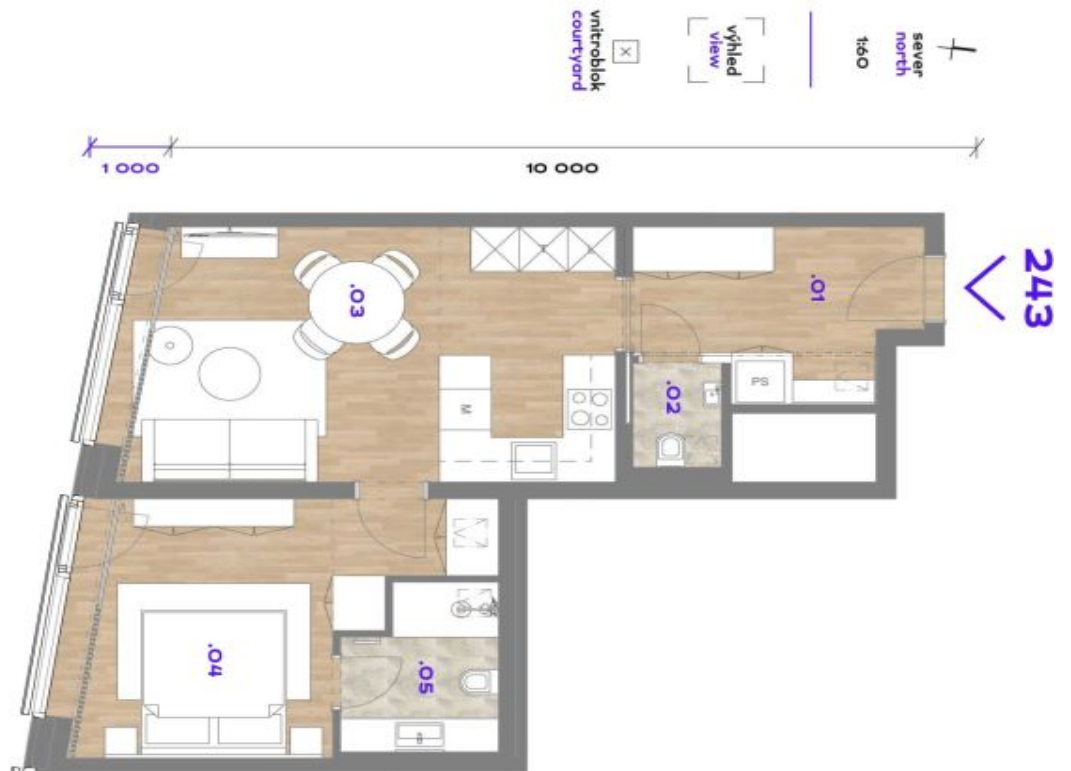 sever
north
1:60
výhled
view
x
vnitroblok
courtyard
1 000
10 000
243
.01
.02
.03
.04
.05
PS
M